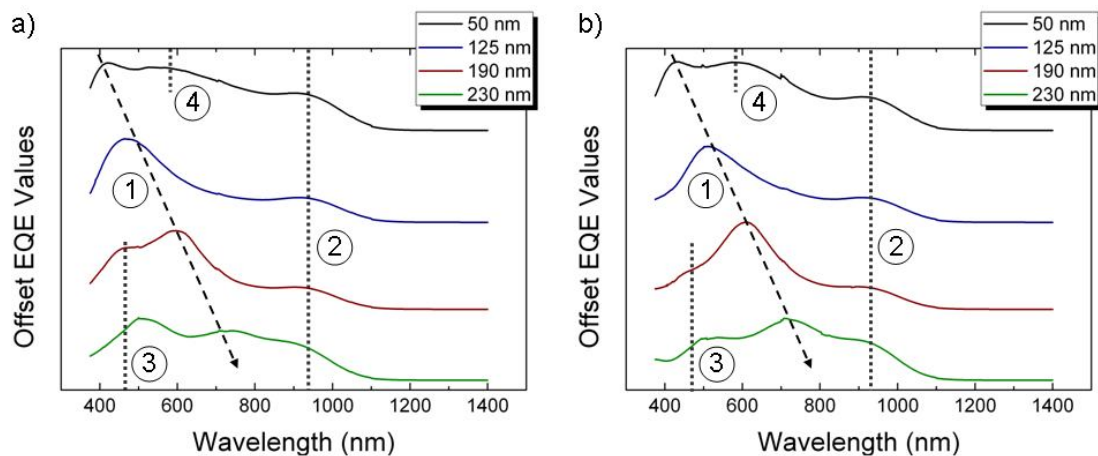 a)
50 nm
125 nm
190 nm
230 nm
4
1
2
3
Offset EQE Values
400 600 800 1000 1200 1400
Wavelength (nm)
b)
50 nm
125 nm
190 nm
230 nm
4
1
2
3
Offset EQE Values
400 600 800 1000 1200 1400
Wavelength (nm)